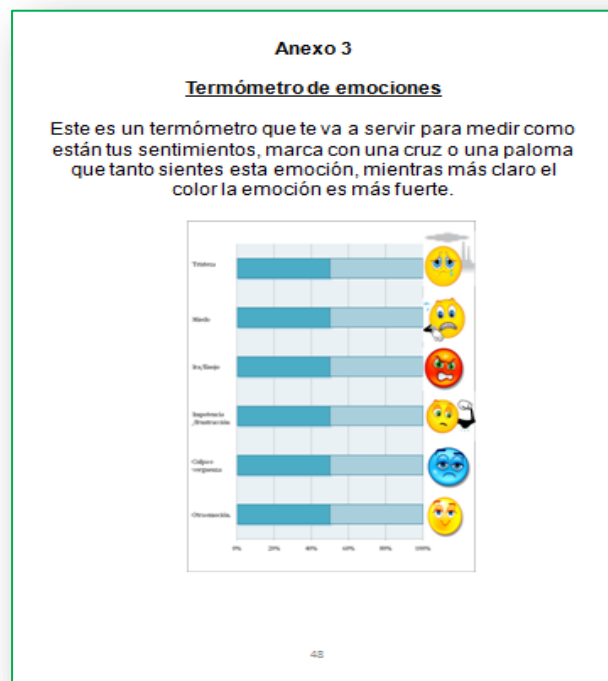 Anexo 3
Termómetro de emociones
Este es un termómetro que te va a servir para medir como
están tus sentimientos, marca con una cruz o una paloma
que tanto sientes esta emoción, mientras más claro el
color la emoción es más fuerte.
Tristeza
Miedo
Ira/Enojo
Impotencia
/frustración
Culpa o
vergüenza
Otra emoción.
0% 20% 40% 60% 80% 100%
48